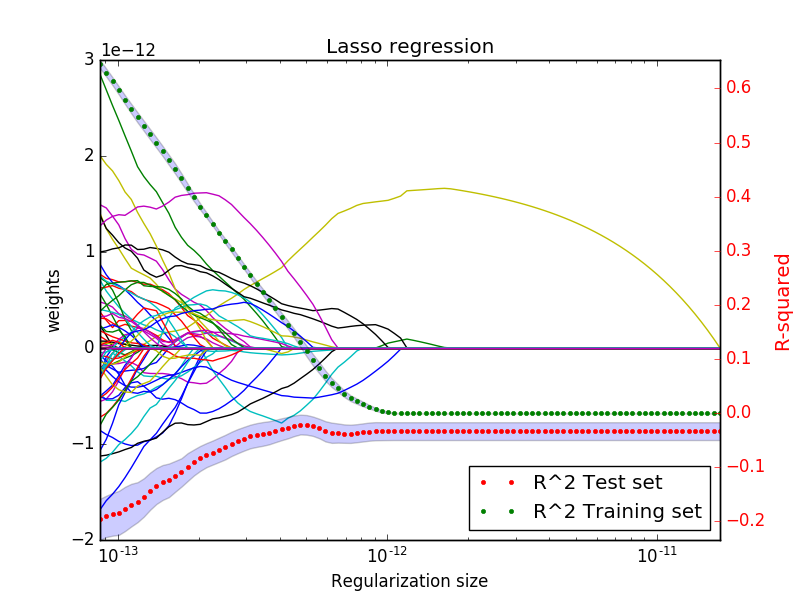 Lasso regression
1e−12
3
2
1
0
−1
−2
weights
0.6
0.5
0.4
0.3
0.2
0.1
0.0
−0.1
−0.2
R-squared
R^2 Test set
R^2 Training set
10-13
10-12
10-11
Regularization size